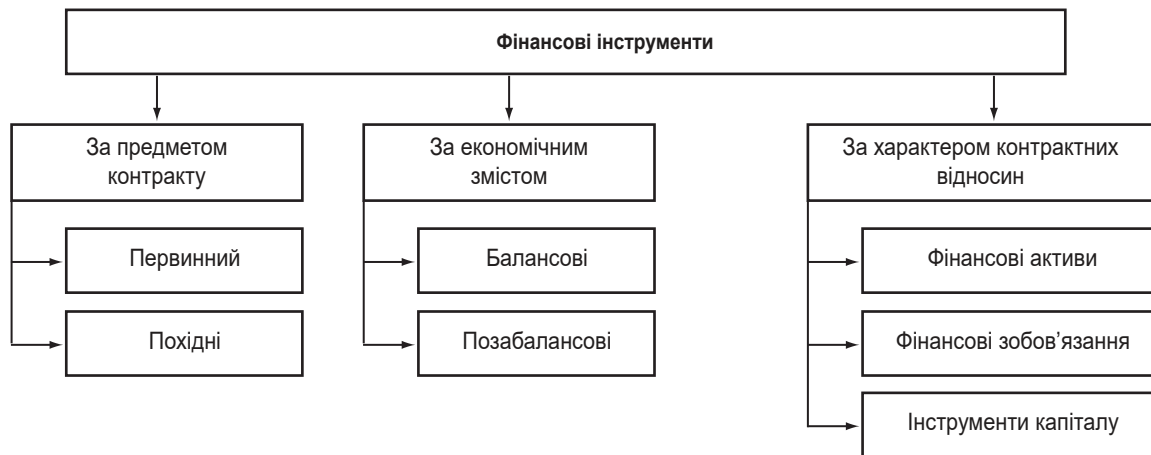 Фінансові інструменти
За предметом
контракту
Первинний
Похідні
За економічним
змістом
Балансові
Позабалансові
За характером контрактних
відносин
Фінансові активи
Фінансові зобов’язання
Інструменти капіталу